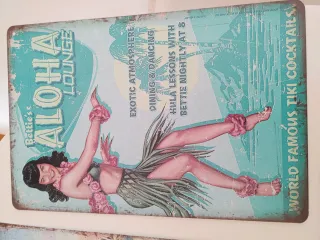 Bettie's
ALOHA
LOUNGE
EXOTIC ATMOSPHERE
DINING & DANCING
HULA LESSONS WITH
BETTIE NIGHTLY AT 8
WORLD FAMOUS TIKI COCKTAILS